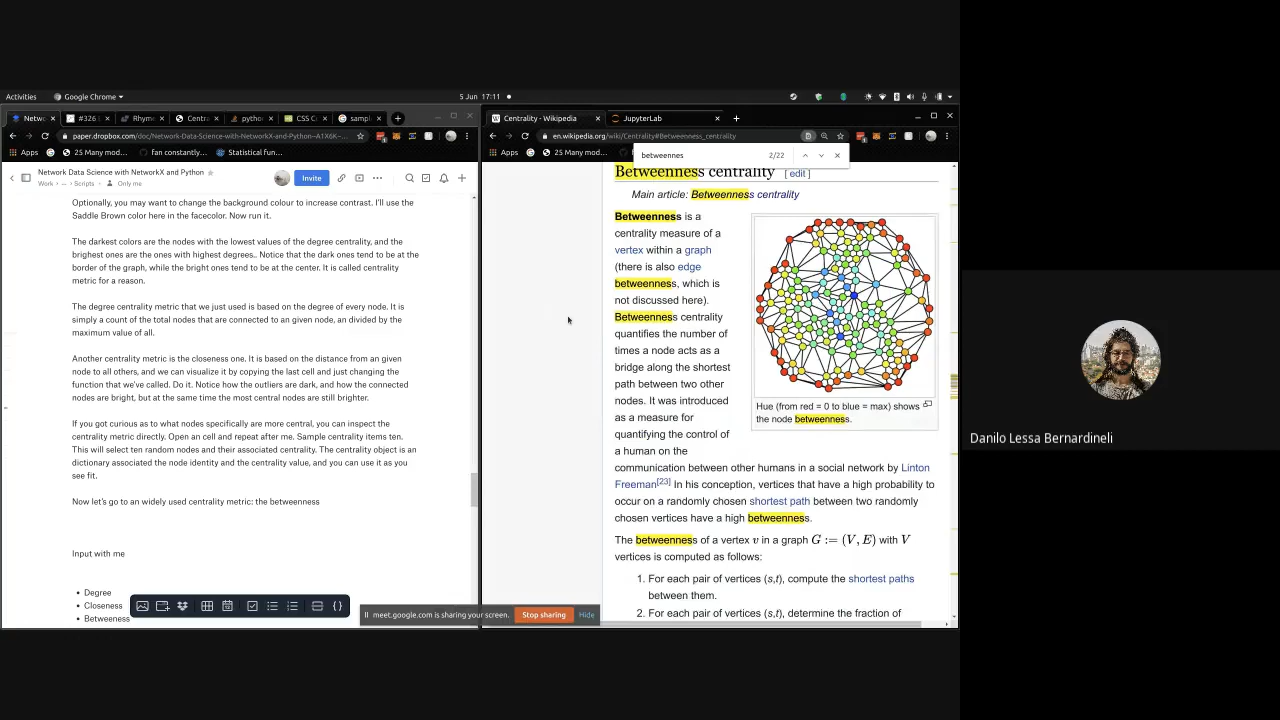 Activities
Google Chrome ▾
5 Jun 17:11
Netwo
#326 L
Rhyme
Centra
python
CSS Co
sampl
paper.dropbox.com/doc/Network-Data-Science-with-NetworkX-and-Python--A1X6K-...
Apps
25 Many mod...
fan constantly...
Statistical fun...
Network Data Science with NetworkX and Python
Work › ··· › Scripts
Only me
Invite
Optionally, you may want to change the background colour to increase contrast. I'll use the
Saddle Brown color here in the facecolor. Now run it.
The darkest colors are the nodes with the lowest values of the degree centrality, and the
brighest ones are the ones with highest degrees.. Notice that the dark ones tend to be at the
border of the graph, while the bright ones tend to be at the center. It is called centrality
metric for a reason.
The degree centrality metric that we just used is based on the degree of every node. It is
simply a count of the total nodes that are connected to an given node, an divided by the
maximum value of all.
Another centrality metric is the closeness one. It is based on the distance from an given
node to all others, and we can visualize it by copying the last cell and just changing the
function that we've called. Do it. Notice how the outliers are dark, and how the connected
nodes are bright, but at the same time the most central nodes are still brighter.
If you got curious as to what nodes specifically are more central, you can inspect the
centrality metric directly. Open an cell and repeat after me. Sample centrality items ten.
This will select ten random nodes and their associated centrality. The centrality object is an
dictionary associated the node identity and the centrality value, and you can use it as you
see fit.
Now let's go to an widely used centrality metric: the betweenness
Input with me
• Degree
• Closeness
• Betweeness
meet.google.com is sharing your screen.
Stop sharing
Hide
Centrality - Wikipedia
JupyterLab
en.wikipedia.org/wiki/Centrality#Betweenness_centrality
Apps
25 Many mod...
betweennes
2/22
Betweenness centrality
[ edit ]
Main article: Betweenness centrality
Betweenness is a
centrality measure of a
vertex within a graph
(there is also edge
betweenness, which is
not discussed here).
Betweenness centrality
quantifies the number of
times a node acts as a
bridge along the shortest
path between two other
nodes. It was introduced
as a measure for
quantifying the control of
a human on the
communication between other humans in a social network by Linton
Freeman[23] In his conception, vertices that have a high probability to
occur on a randomly chosen shortest path between two randomly
chosen vertices have a high betweenness.
Hue (from red = 0 to blue = max) shows
the node betweenness.
The betweenness of a vertex v in a graph G := (V, E) with V
vertices is computed as follows:
1. For each pair of vertices (s,t), compute the shortest paths
between them.
2. For each pair of vertices (s,t), determine the fraction of
Danilo Lessa Bernardineli